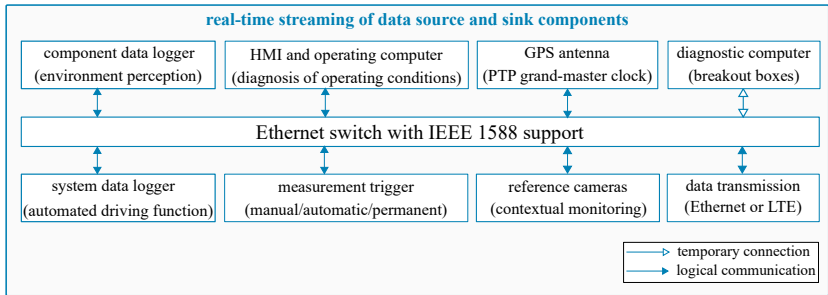 real-time streaming of data source and sink components
component data logger
(environment perception)
HMI and operating computer
(diagnosis of operating conditions)
GPS antenna
(PTP grand-master clock)
diagnostic computer
(breakout boxes)
Ethernet switch with IEEE 1588 support
system data logger
(automated driving function)
measurement trigger
(manual/automatic/permanent)
reference cameras
(contextual monitoring)
data transmission
(Ethernet or LTE)
temporary connection
logical communication